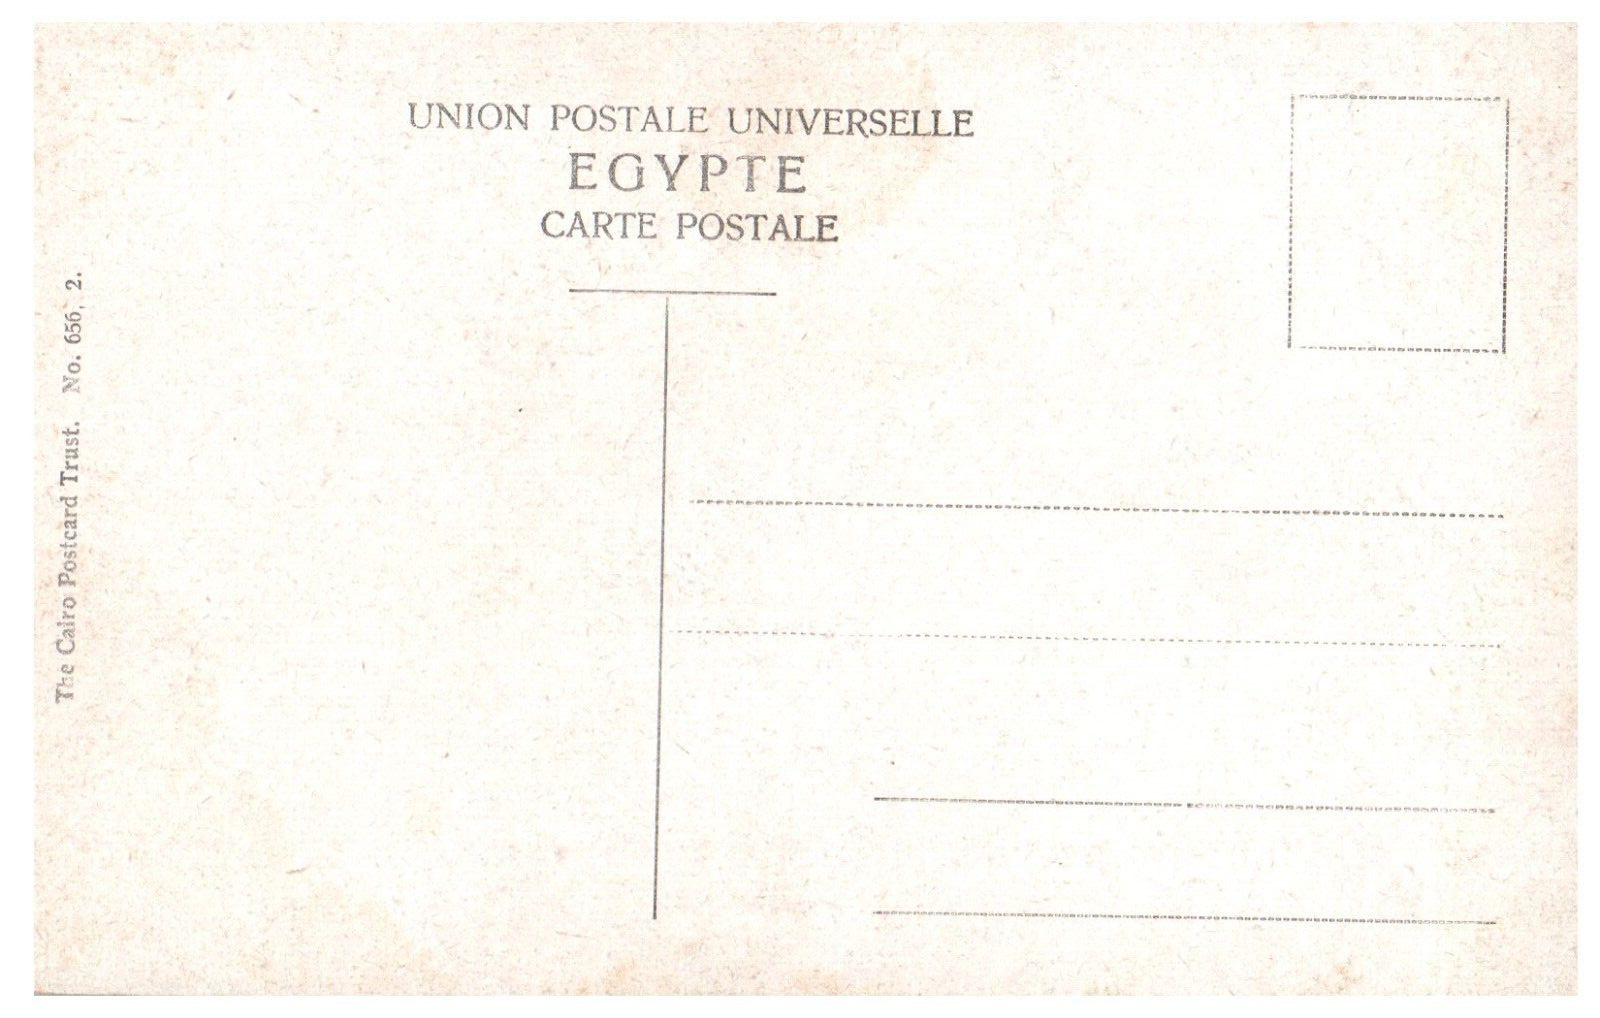 UNION POSTALE UNIVERSELLE
EGYPTE
CARTE POSTALE
The Cairo Postcard Trust. No. 656, 2.